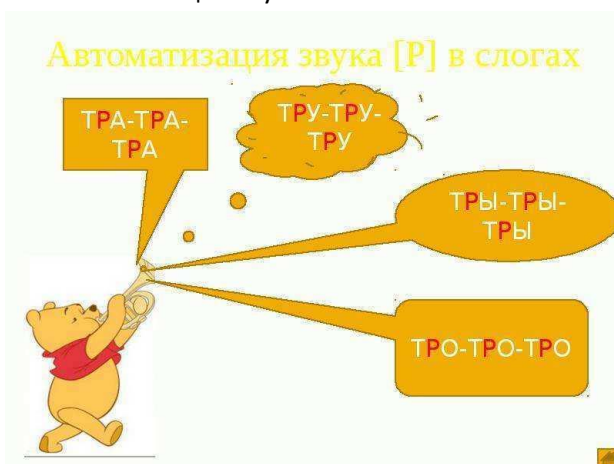 Автоматизация звука [Р] в слогах
ТРА-ТРА-
ТРА
ТРУ-ТРУ-
ТРУ
ТРЫ-ТРЫ-
ТРЫ
ТРО-ТРО-ТРО